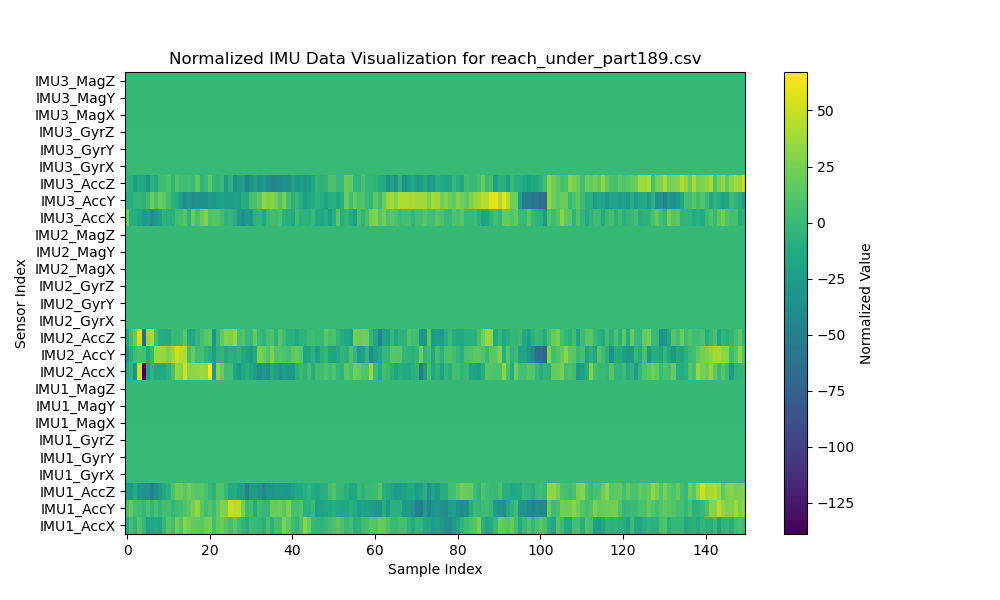 Normalized IMU Data Visualization for reach_under_part189.csv
IMU3_MagZ
IMU3_MagY
IMU3_MagX
IMU3_GyrZ
IMU3_GyrY
IMU3_GyrX
IMU3_AccZ
IMU3_AccY
IMU3_AccX
IMU2_MagZ
IMU2_MagY
IMU2_MagX
IMU2_GyrZ
IMU2_GyrY
IMU2_GyrX
IMU2_AccZ
IMU2_AccY
IMU2_AccX
IMU1_MagZ
IMU1_MagY
IMU1_MagX
IMU1_GyrZ
IMU1_GyrY
IMU1_GyrX
IMU1_AccZ
IMU1_AccY
IMU1_AccX
Sensor Index
0 20 40 60 80 100 120 140
Sample Index
50
25
0
−25
−50
−75
−100
−125
Normalized Value